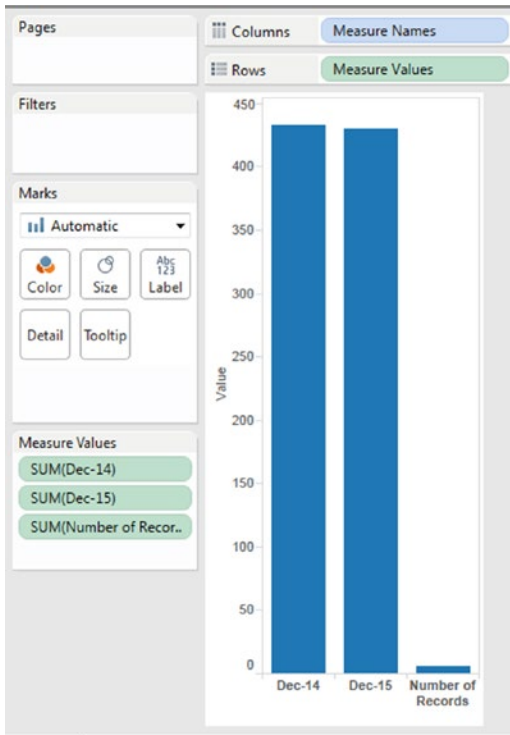 Pages
Columns
Measure Names
Rows
Measure Values
Filters
Marks
Automatic
Color
Size
Abc
123
Label
Detail
Tooltip
Measure Values
SUM(Dec-14)
SUM(Dec-15)
SUM(Number of Recor..
450
400
350
300
250
200
150
100
50
0
Value
Dec-14
Dec-15
Number of
Records